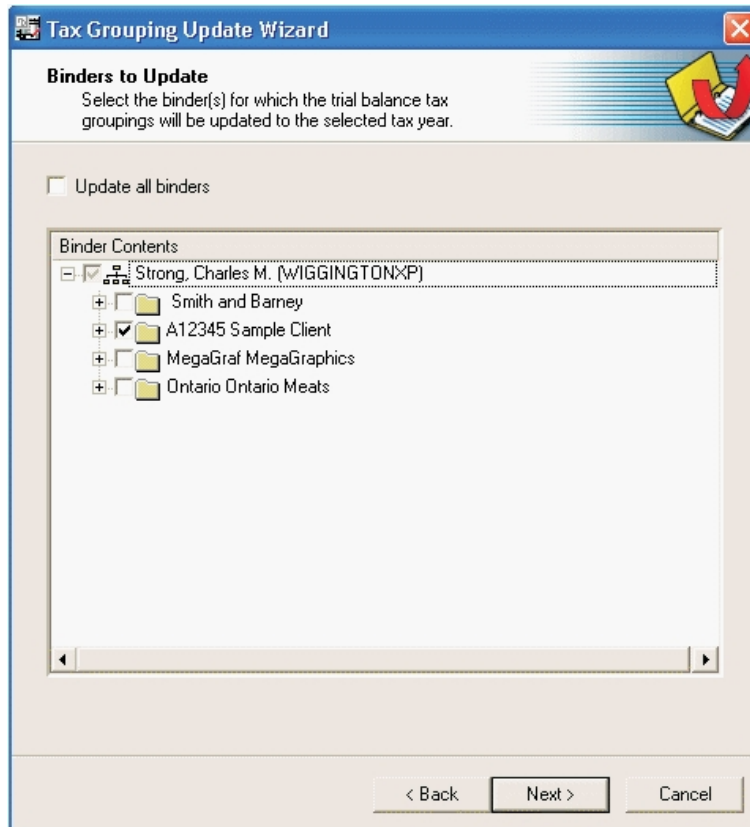 Tax Grouping Update Wizard
Binders to Update
Select the binder(s) for which the trial balance tax
groupings will be updated to the selected tax year.
Update all binders
Binder Contents
Strong, Charles M. (WIGGINGTONXP)
Smith and Barney
A12345 Sample Client
MegaGraf MegaGraphics
Ontario Ontario Meats
< Back Next > Cancel